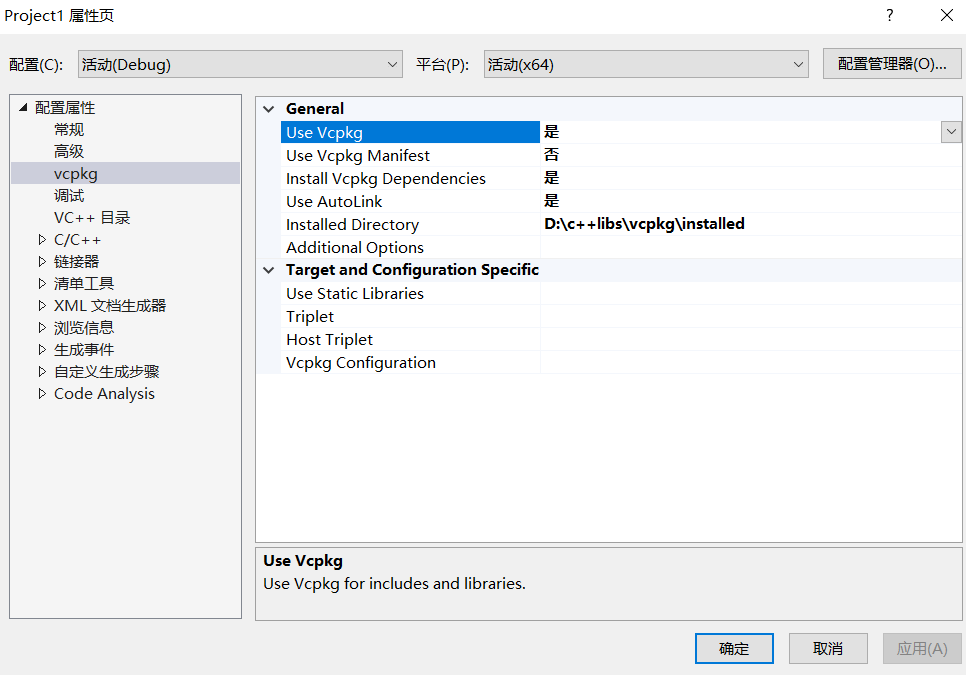 Project1 属性页
?
配置(C): 活动(Debug) 平台(P): 活动(x64) 配置管理器(O)...
配置属性
常规
高级
vcpkg
调试
VC++ 目录
C/C++
链接器
清单工具
XML 文档生成器
浏览信息
生成事件
自定义生成步骤
Code Analysis
General
Use Vcpkg 是
Use Vcpkg Manifest 否
Install Vcpkg Dependencies 是
Use AutoLink 是
Installed Directory D:\c++libs\vcpkg\installed
Additional Options
Target and Configuration Specific
Use Static Libraries
Triplet
Host Triplet
Vcpkg Configuration
Use Vcpkg
Use Vcpkg for includes and libraries.
确定 取消 应用(A)